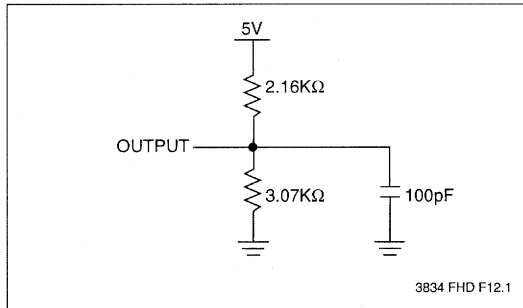 5V
2.16KΩ
OUTPUT
3.07KΩ
100pF
3834 FHD F12.1